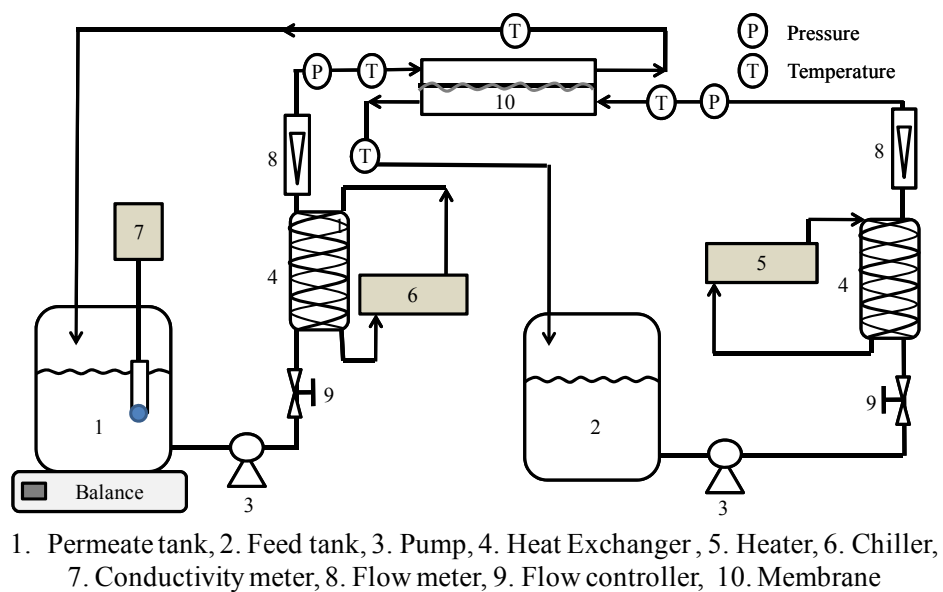 T
P Pressure
P T
T Temperature
10
T P
8
T
8
7
1
4
5
4
6
9
9
1
2
Balance
3
3
1. Permeate tank, 2. Feed tank, 3. Pump, 4. Heat Exchanger , 5. Heater, 6. Chiller,
7. Conductivity meter, 8. Flow meter, 9. Flow controller, 10. Membrane